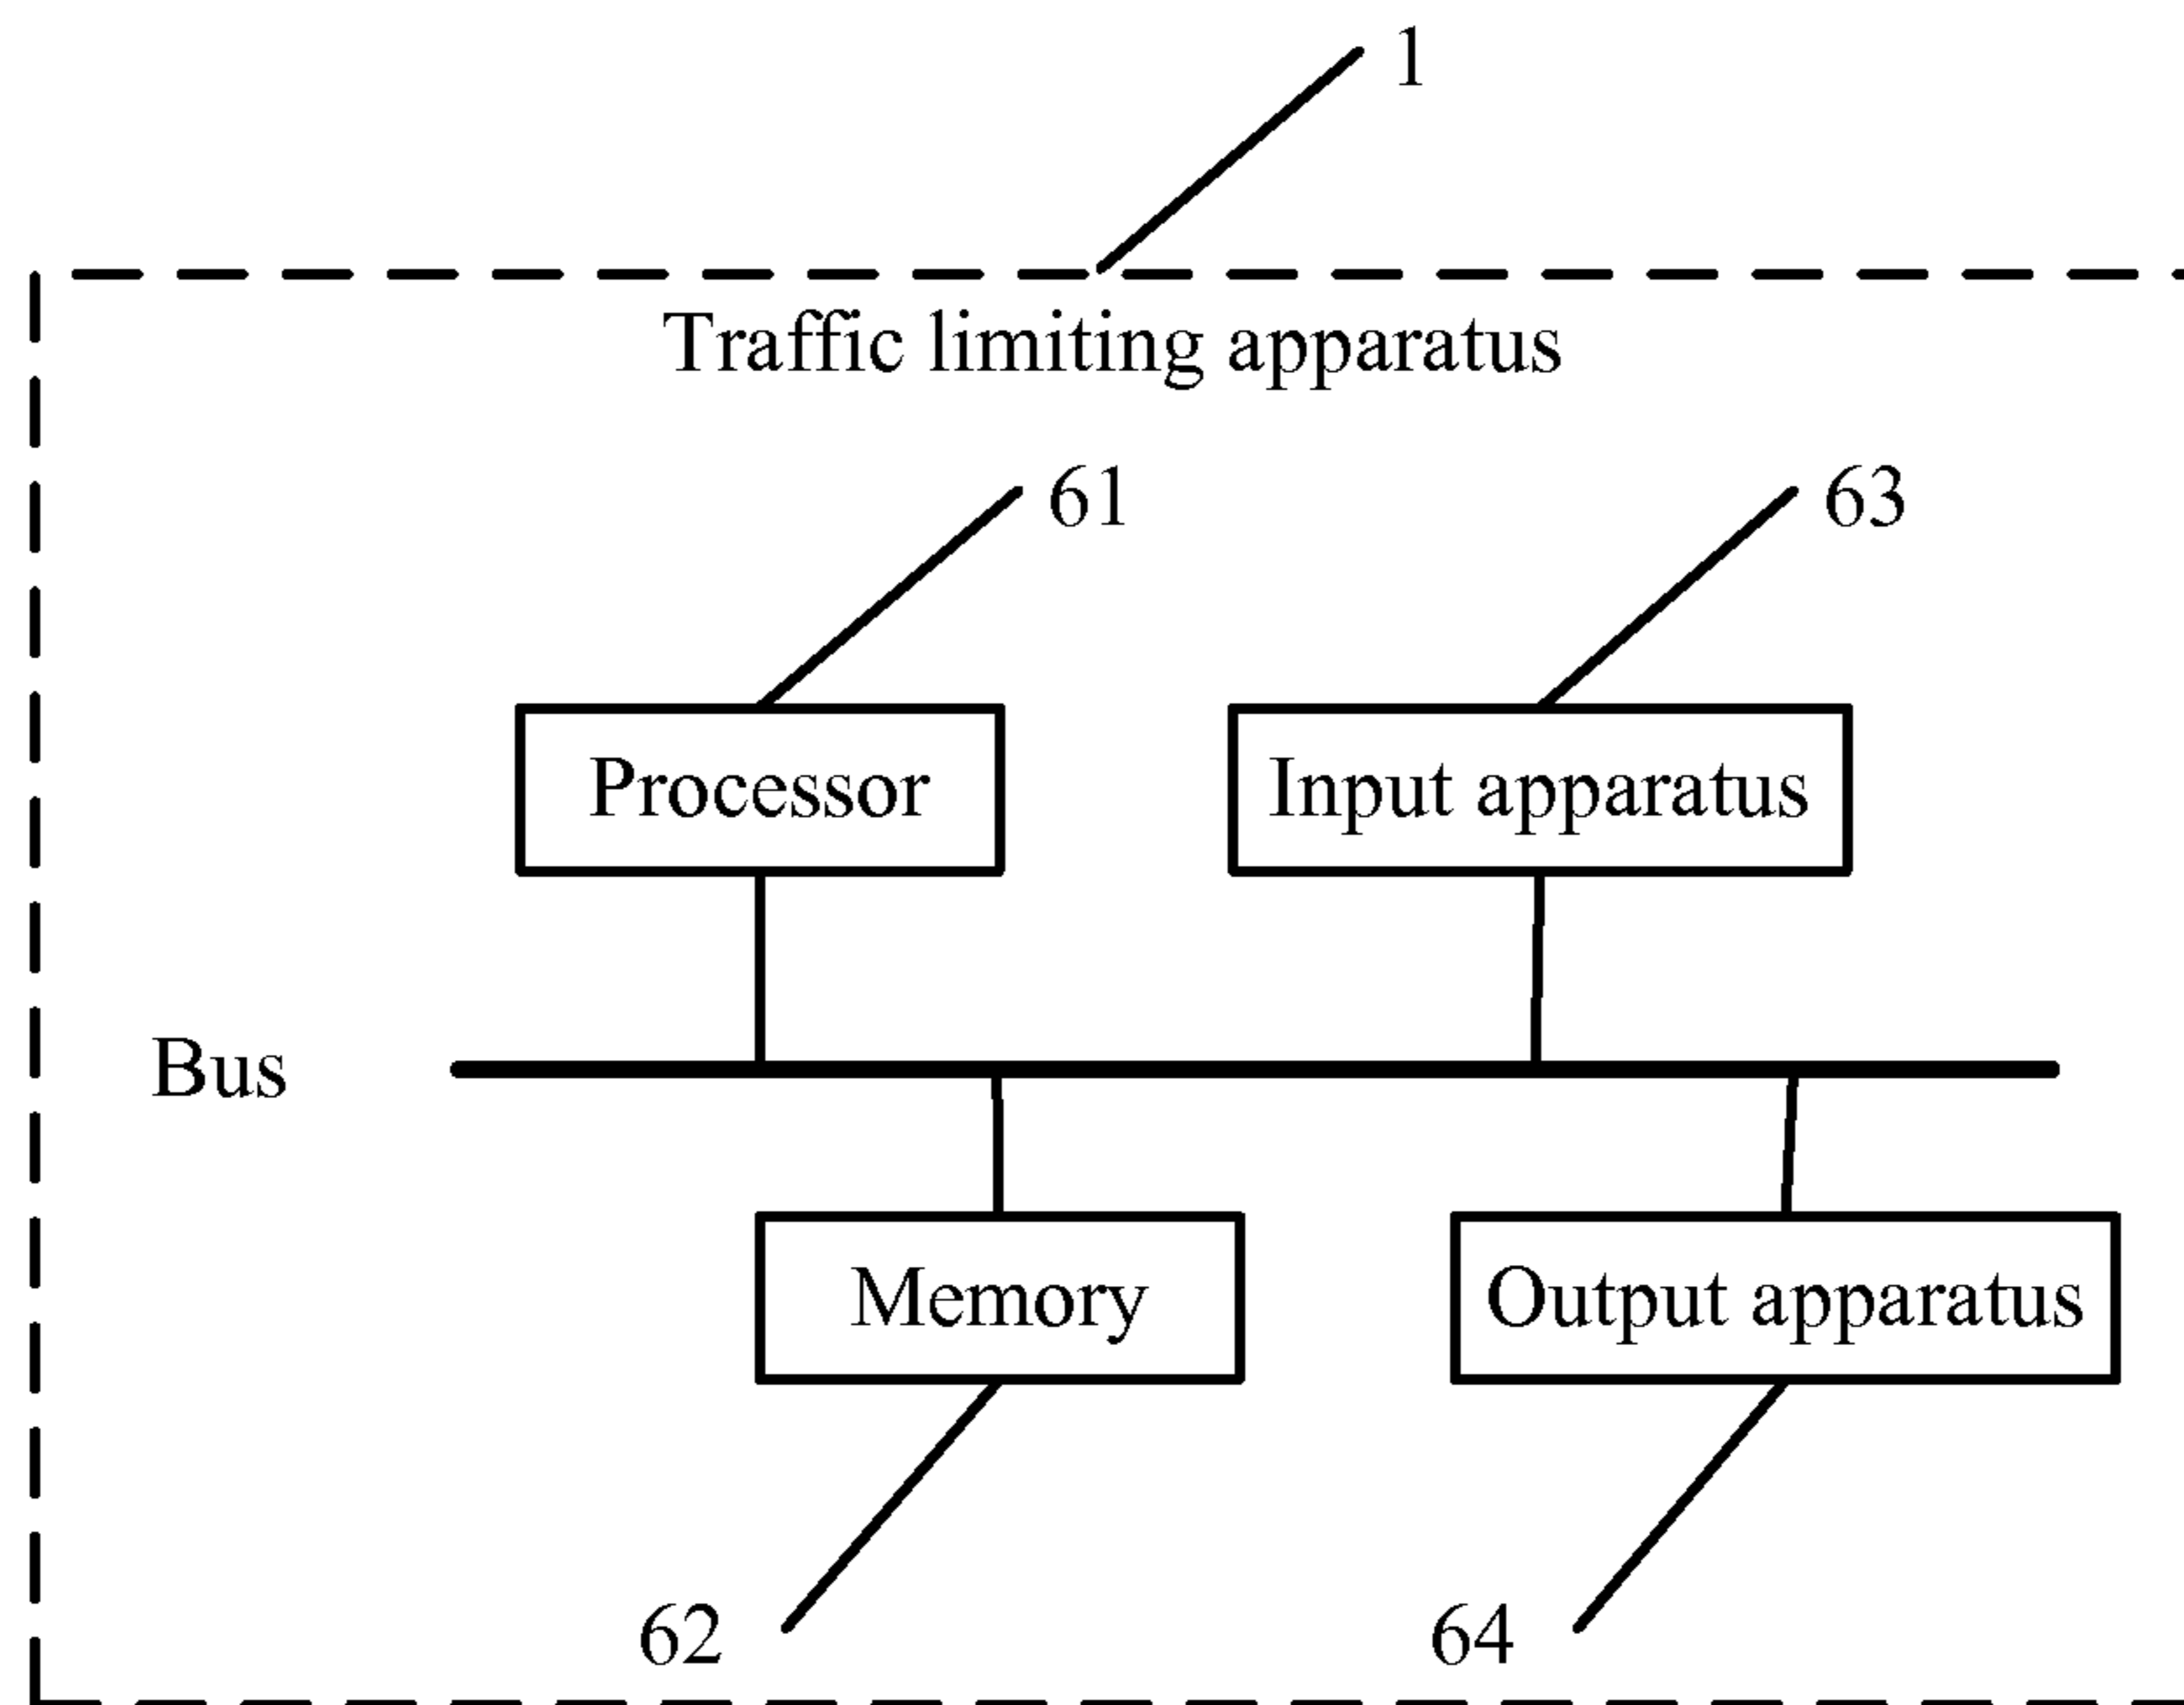 1
Traffic limiting apparatus
61
63
Processor
Input apparatus
Bus
Memory
Output apparatus
62
64